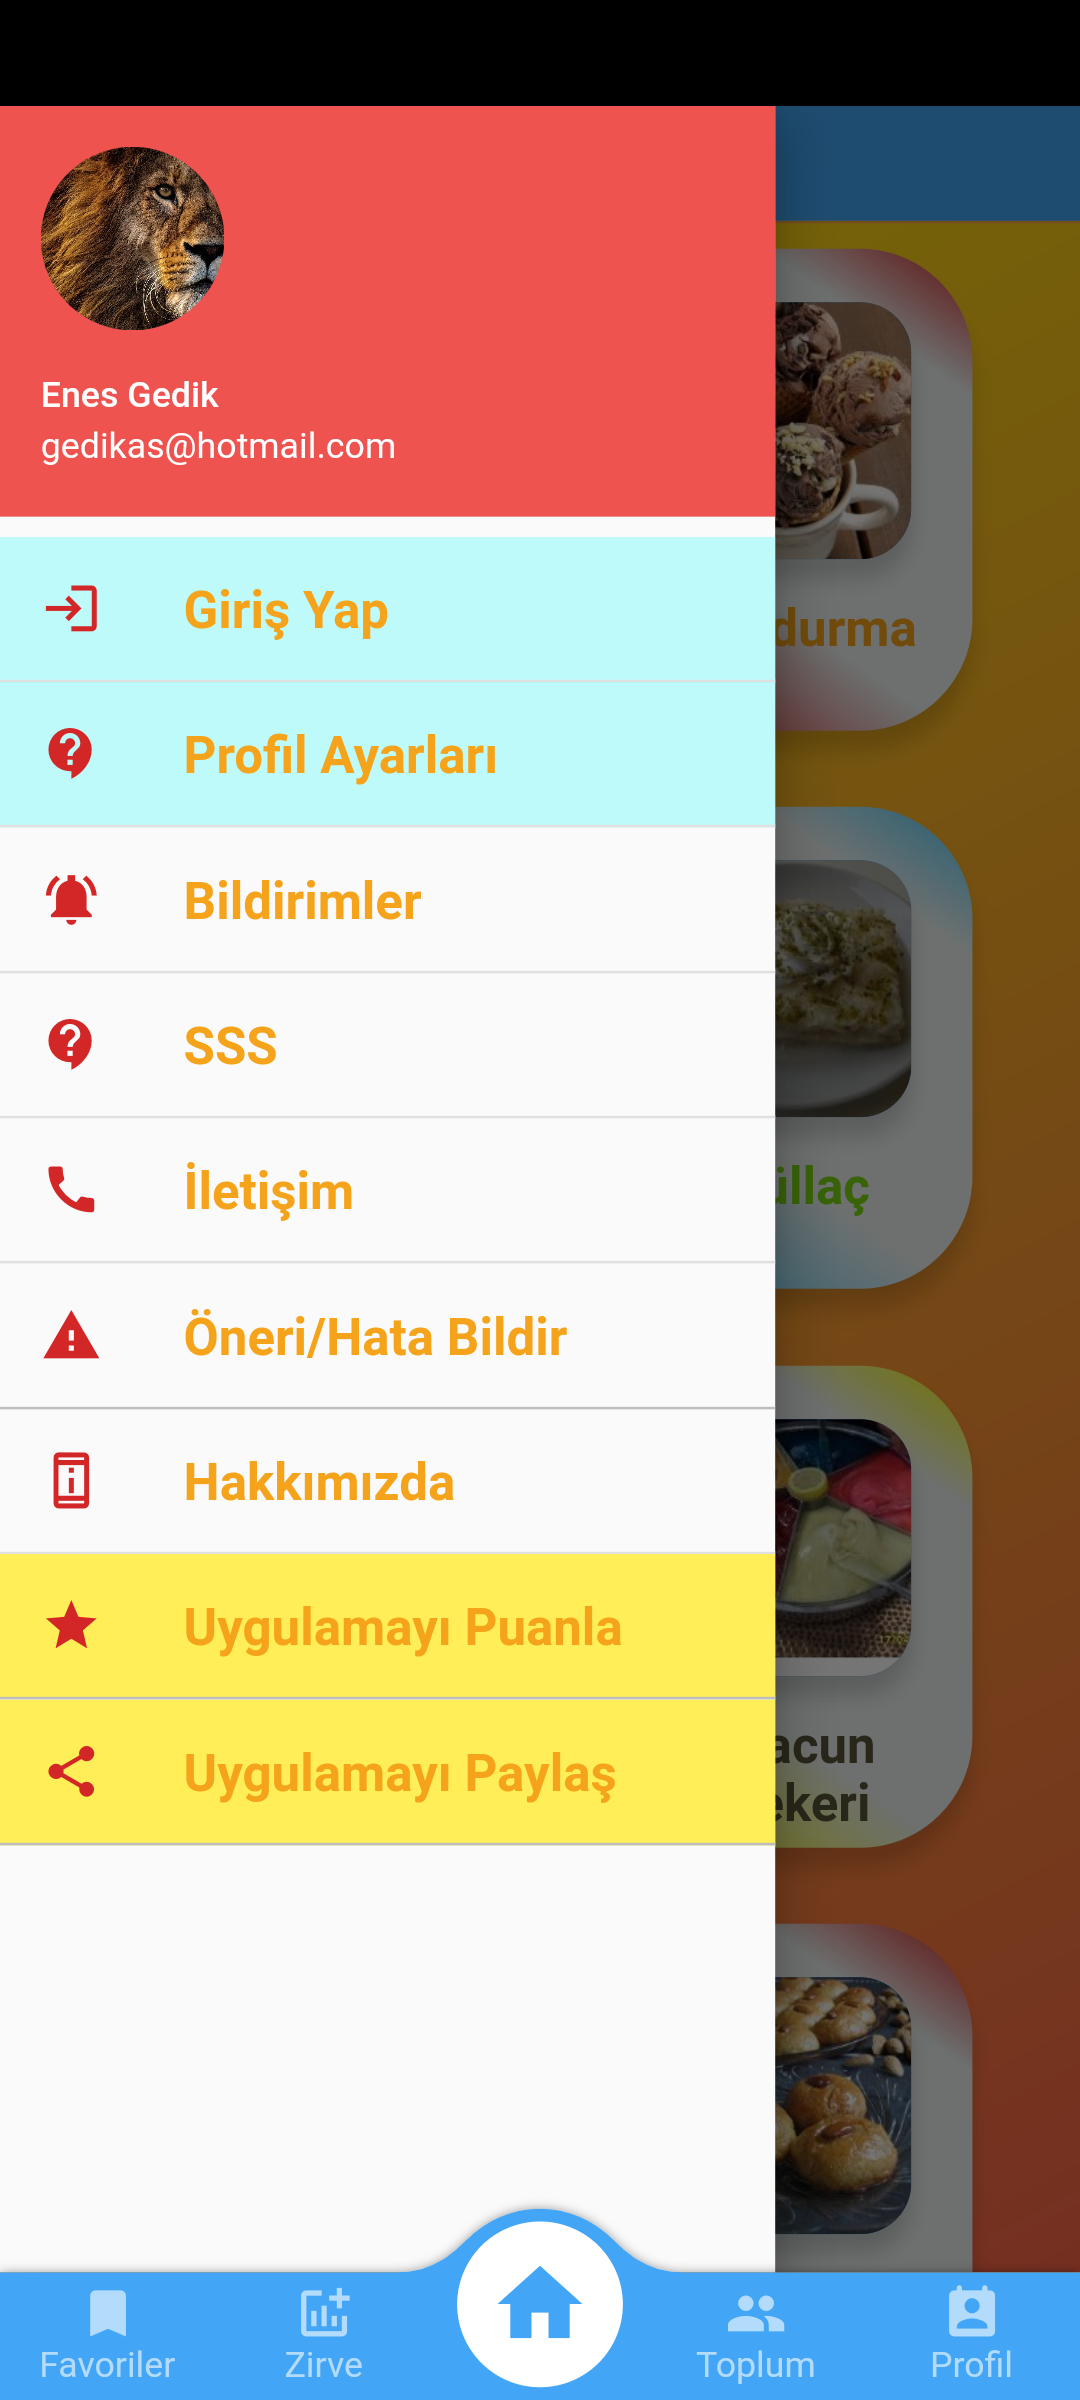 Enes Gedik
gedikas@hotmail.com
Giriş Yap
durma
Profil Ayarları
Bildirimler
SSS
İletişim
üllaç
Öneri/Hata Bildir
Hakkımızda
Uygulamayı Puanla
Uygulamayı Paylaş
acun
ekeri
Favoriler
Zirve
Toplum
Profil